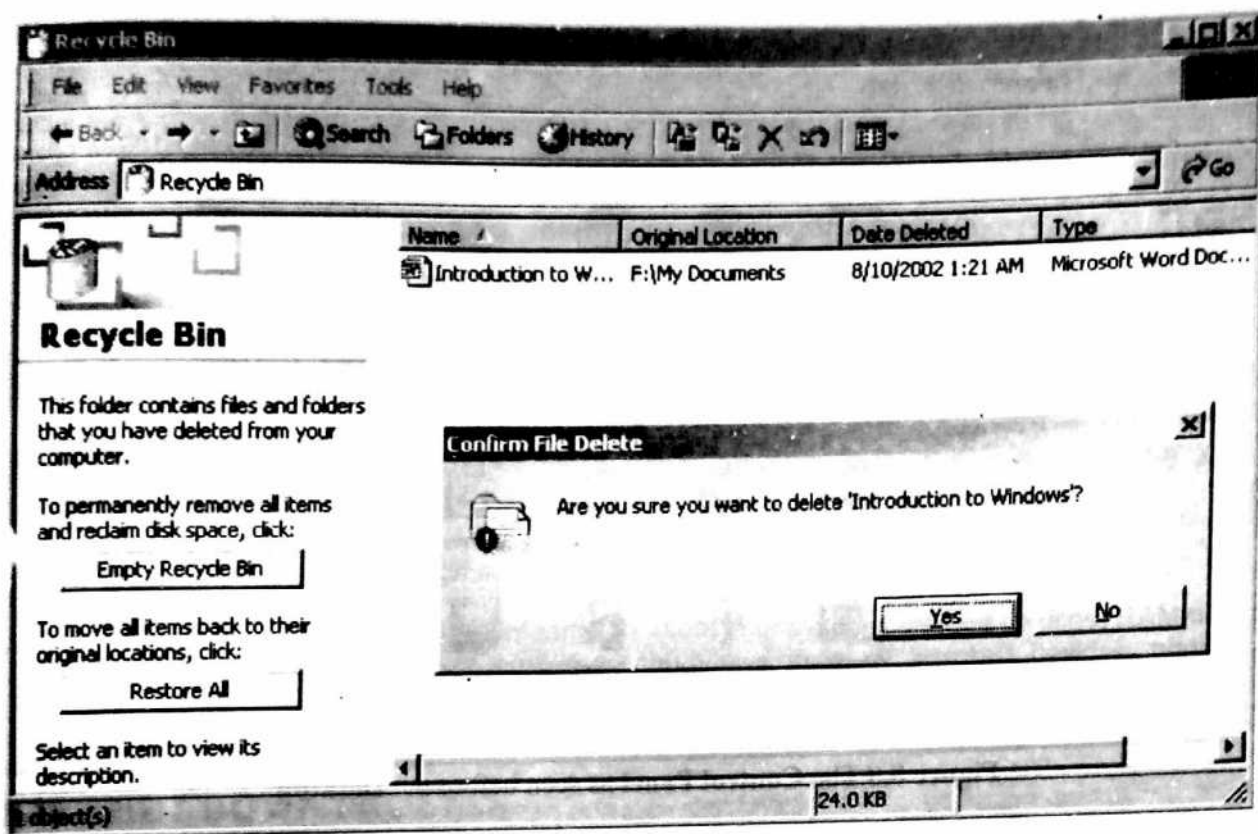 Recycle Bin
File Edit View Favorites Tools Help
Back Search Folders History
Address Recycle Bin Go
Name Original Location Date Deleted Type
Introduction to W... F:\My Documents 8/10/2002 1:21 AM Microsoft Word Doc...
Recycle Bin
This folder contains files and folders
that you have deleted from your
computer.
To permanently remove all items
and reclaim disk space, click:
Empty Recycle Bin
To move all items back to their
original locations, click:
Restore All
Select an item to view its
description.
Confirm File Delete
Are you sure you want to delete 'Introduction to Windows'?
Yes No
object(s) 24.0 KB